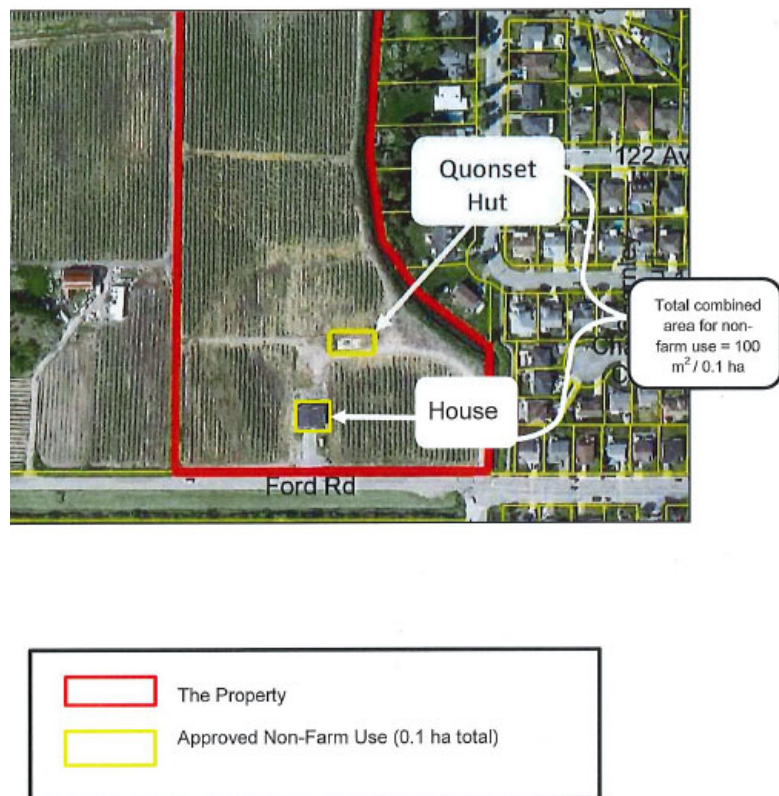 122 Av
Quonset
Hut
Total combined
area for non-
farm use = 100
m² / 0.1 ha
House
Ford Rd
The Property
Approved Non-Farm Use (0.1 ha total)